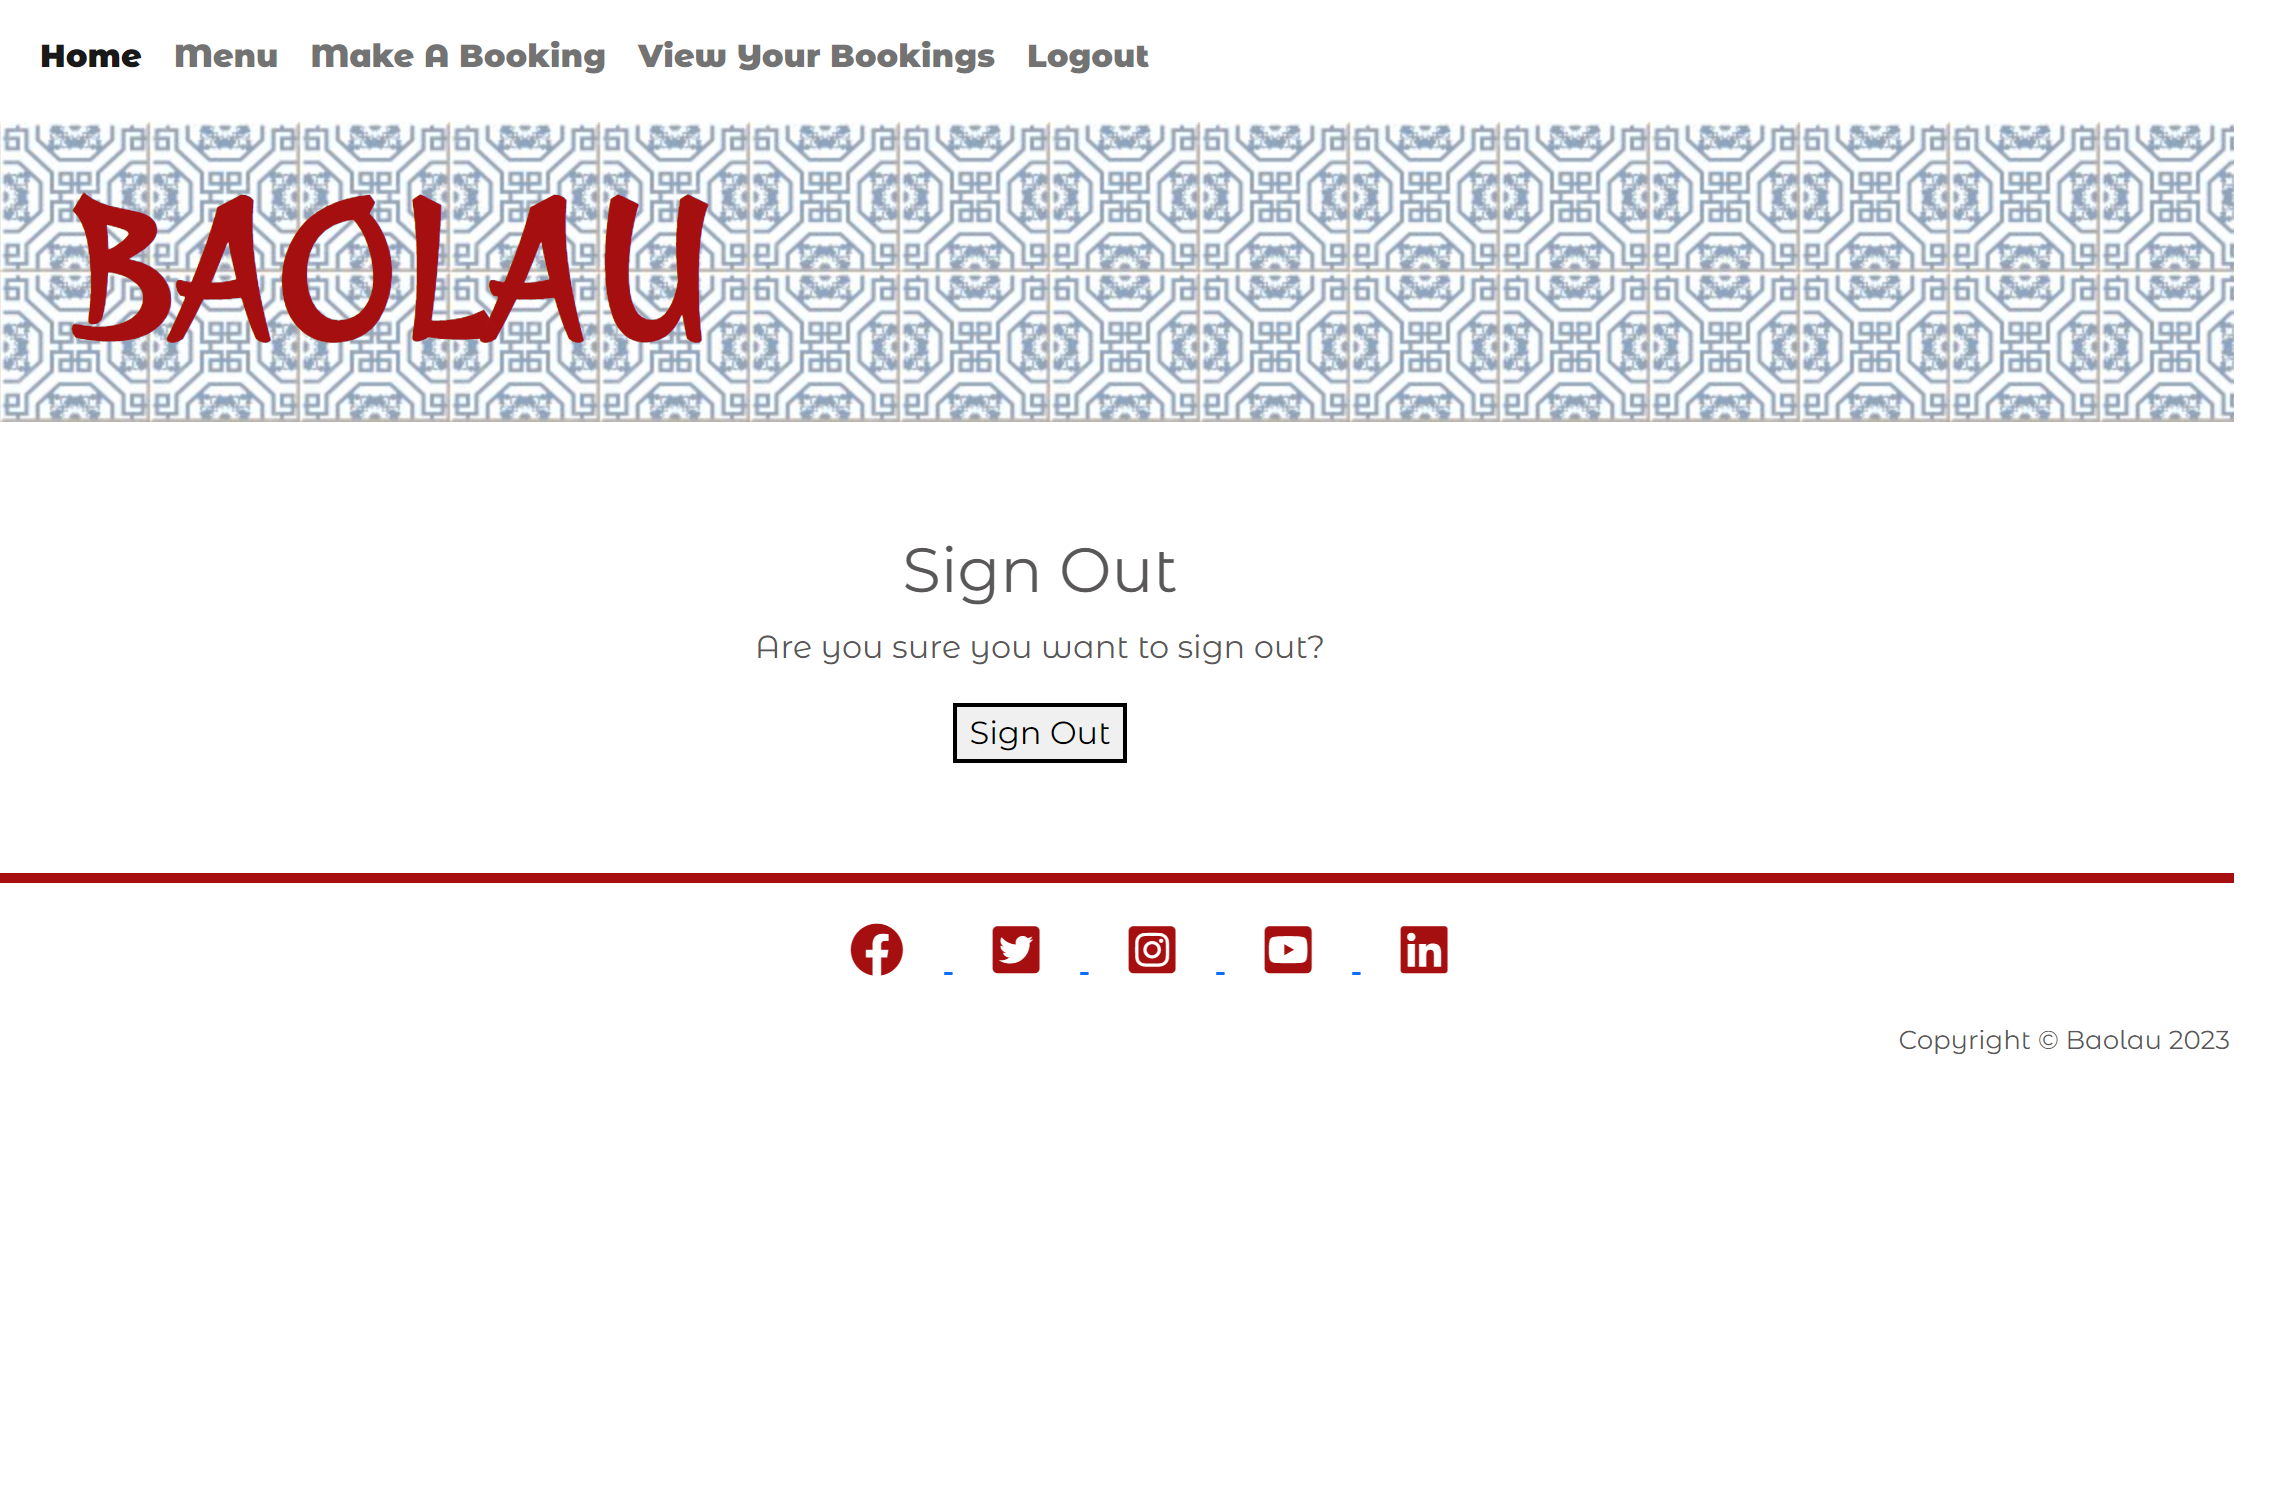 Home Menu Make A Booking View Your Bookings Logout
BAOLAU
Sign Out
Are you sure you want to sign out?
Sign Out
Copyright © Baolau 2023